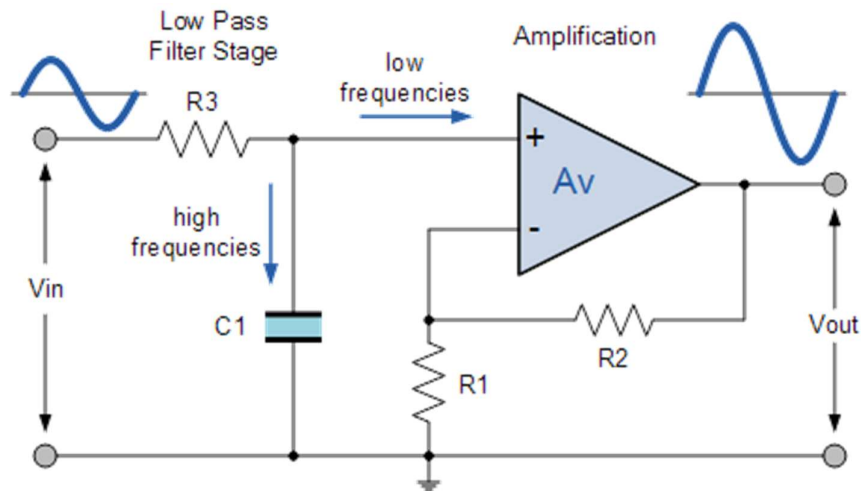 Low Pass
Filter Stage
Amplification
low
frequencies
R3
+
Av
-
high
frequencies
Vin
C1
R1
R2
Vout